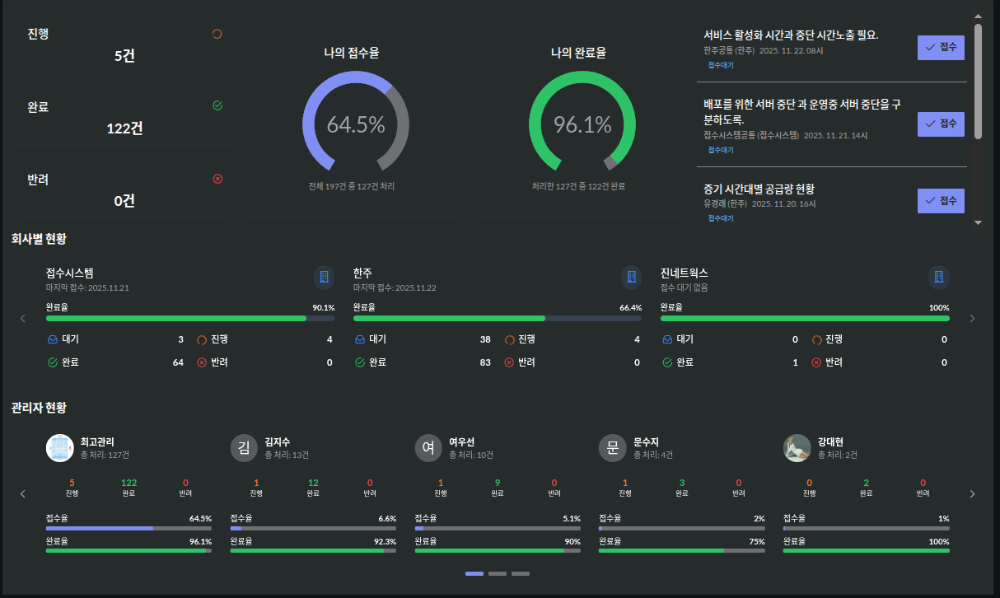 진행
5건
완료
122건
반려
0건
나의 접수율
64.5%
전체 197건 중 127건 처리
나의 완료율
96.1%
처리한 127건 중 122건 완료
서비스 활성화 시간과 중단 시간노출 필요.
한주공통 (한주) 2025. 11. 22. 08시
접수대기
접수
배포를 위한 서버 중단 과 운영중 서버 중단을 구
분하도록.
접수시스템공통 (접수시스템) 2025. 11. 21. 14시
접수대기
접수
증기 시간대별 공급량 현황
유경래 (한주) 2025. 11. 20. 16시
접수대기
접수
회사별 현황
접수시스템
마지막 접수: 2025.11.21
완료율 90.1%
대기 3 진행 4
완료 64 반려 0
한주
마지막 접수: 2025.11.22
완료율 66.4%
대기 38 진행 4
완료 83 반려 0
진네트웍스
접수 대기 없음
완료율 100%
대기 0 진행 0
완료 1 반려 0
관리자 현황
최고관리
총 처리: 127건
5 122 0
진행 완료 반려
접수율 64.5%
완료율 96.1%
김
김지수
총 처리: 13건
1 12 0
진행 완료 반려
접수율 6.6%
완료율 92.3%
여
여우선
총 처리: 10건
1 9 0
진행 완료 반려
접수율 5.1%
완료율 90%
문
문수지
총 처리: 4건
1 3 0
진행 완료 반려
접수율 2%
완료율 75%
강대현
총 처리: 2건
0 2 0
진행 완료 반려
접수율 1%
완료율 100%